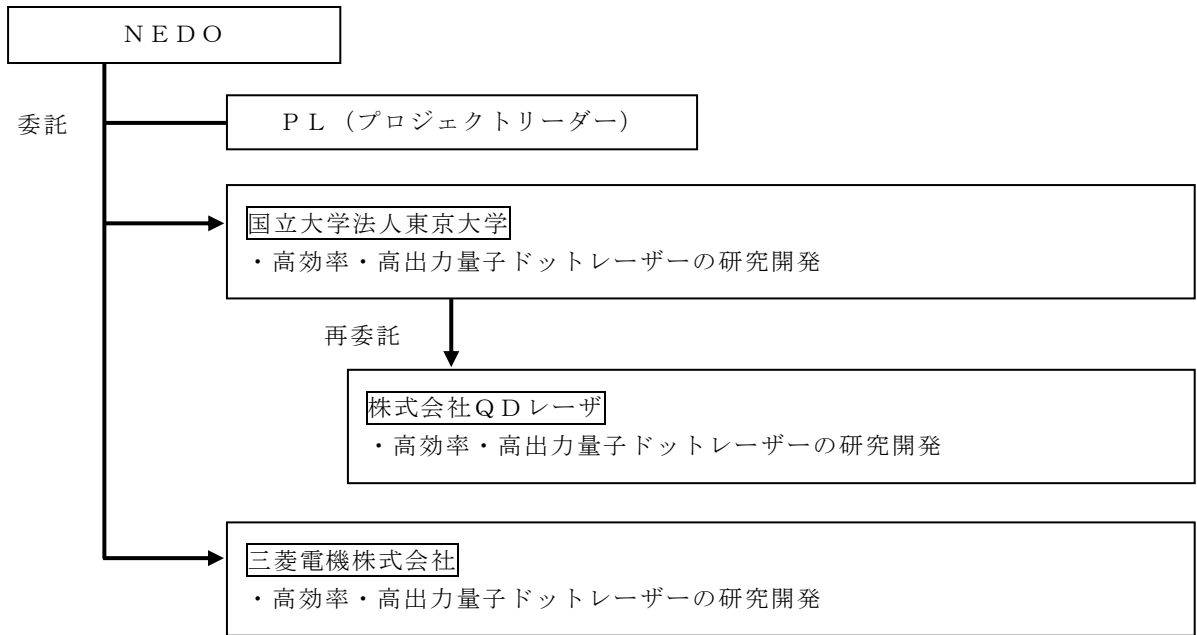 ＮＥＤＯ
委託
ＰＬ（プロジェクトリーダー）
国立大学法人東京大学
・高効率・高出力量子ドットレーザーの研究開発
再委託
株式会社ＱＤレーザ
・高効率・高出力量子ドットレーザーの研究開発
三菱電機株式会社
・高効率・高出力量子ドットレーザーの研究開発